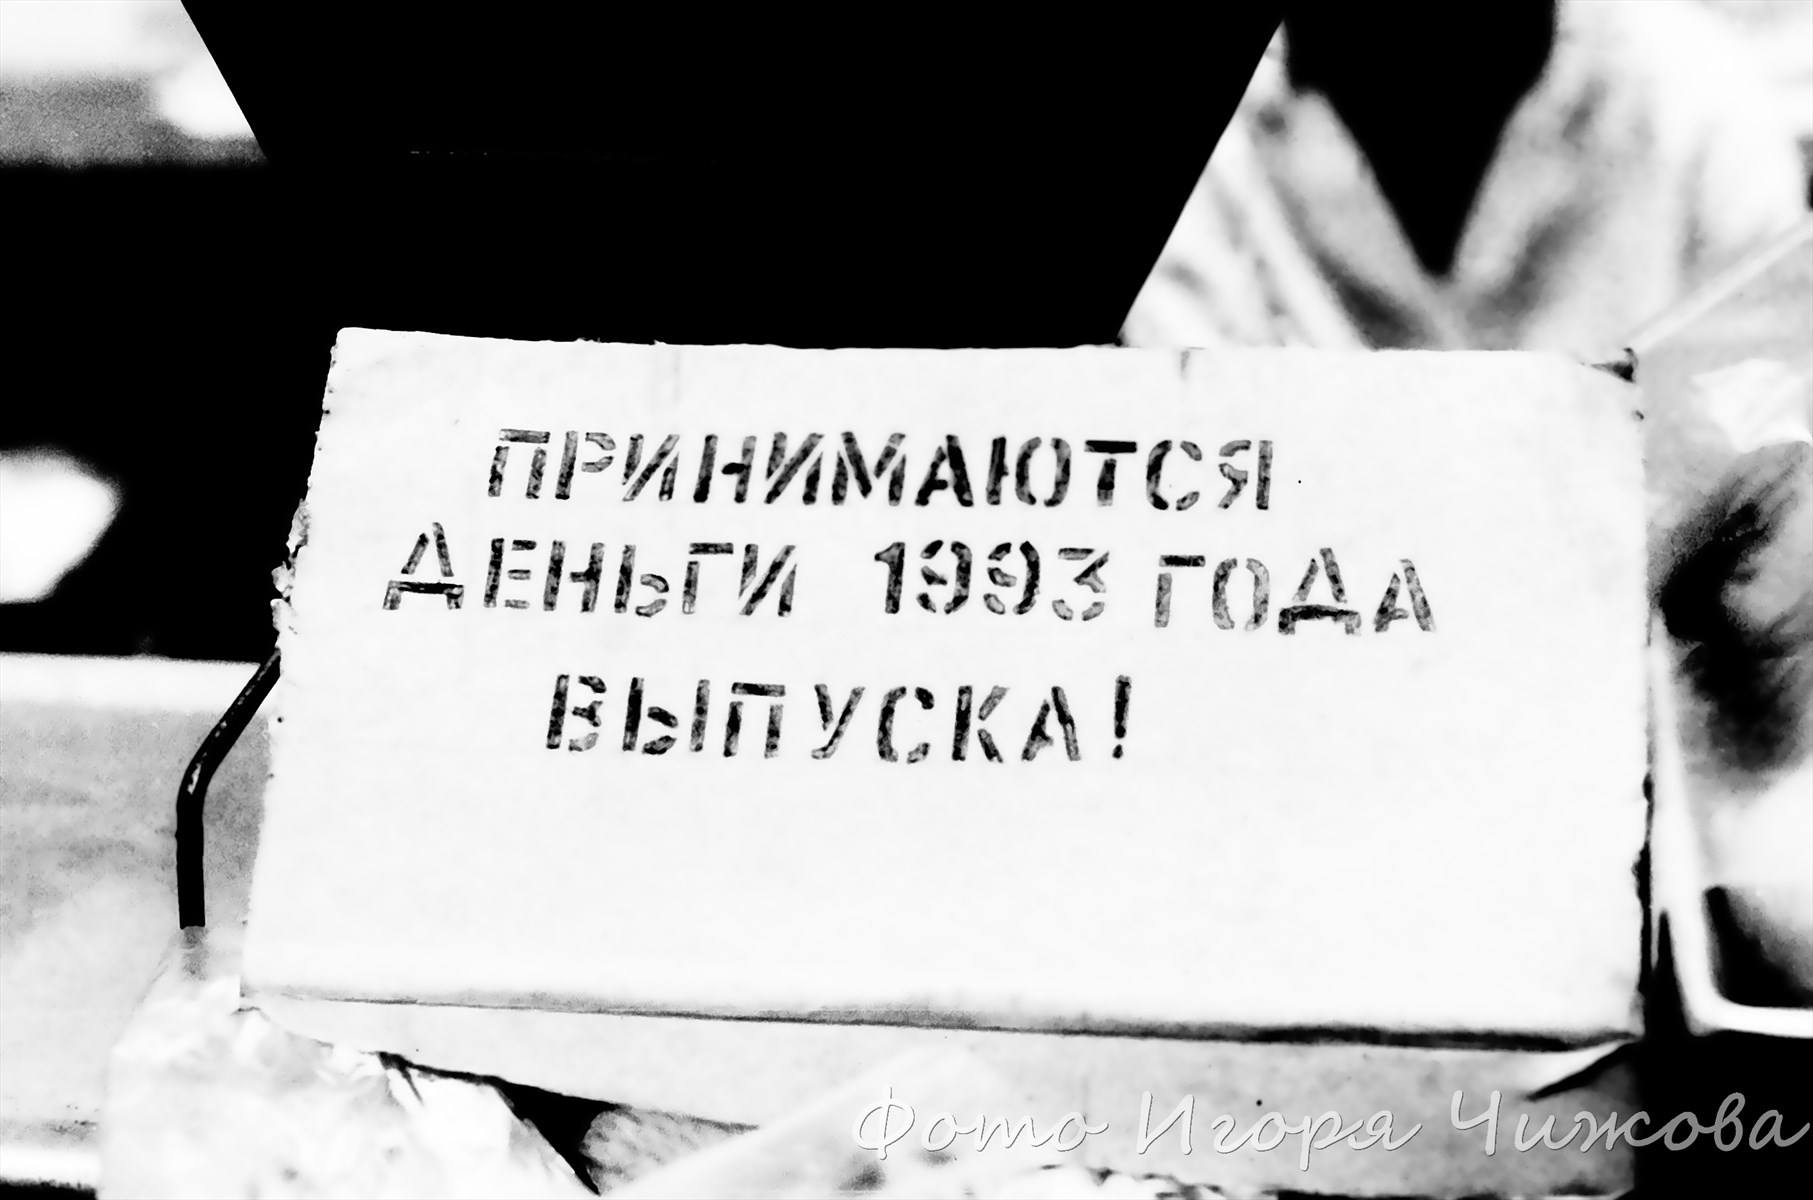 ПРИНИМАЮТСЯ
ДЕНЬГИ 1993 ГОДА
ВЫПУСКА!
Фото Игоря Чижова